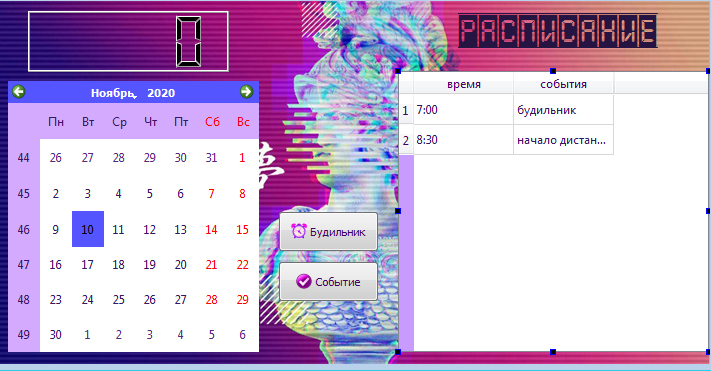 0
РАСПИСАНИЕ
Ноябрь, 2020
Пн Вт Ср Чт Пт Сб Вс
44 26 27 28 29 30 31 1
45 2 3 4 5 6 7 8
46 9 10 11 12 13 14 15
47 16 17 18 19 20 21 22
48 23 24 25 26 27 28 29
49 30 1 2 3 4 5 6
Будильник
Событие
время события
1 7:00 будильник
2 8:30 начало дистан...